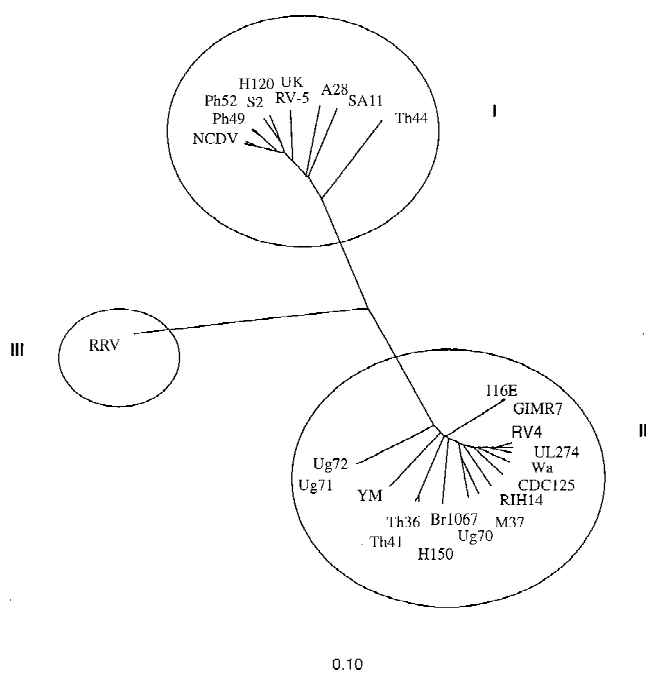 H120 UK
Ph52 S2 RV-5 A28
SA11
Ph49
Th44
NCDV
I
RRV
III
116E
GIMR7
RV4
II
UL274
Wa
CDC125
RIH14
M37
Ug72
Ug71
YM
Th36
Br1067
Ug70
Th41
H150
0.10